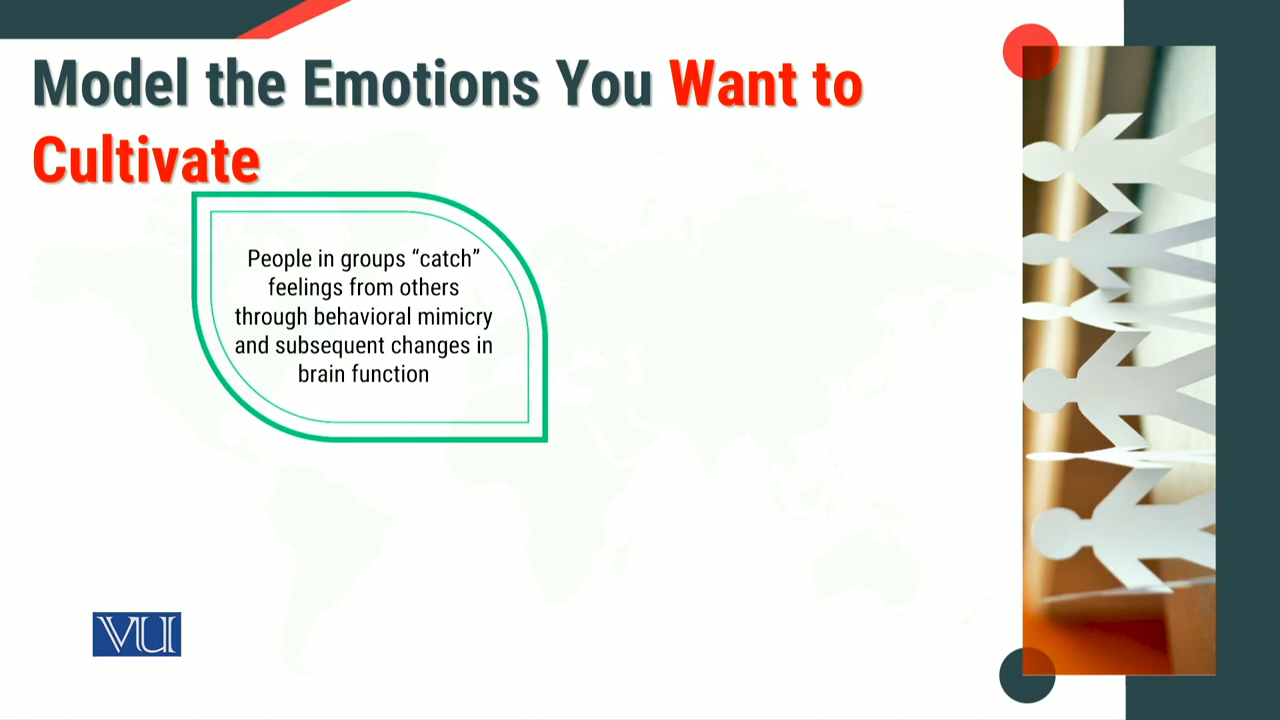 Model the Emotions You Want to
Cultivate
People in groups “catch”
feelings from others
through behavioral mimicry
and subsequent changes in
brain function
VU